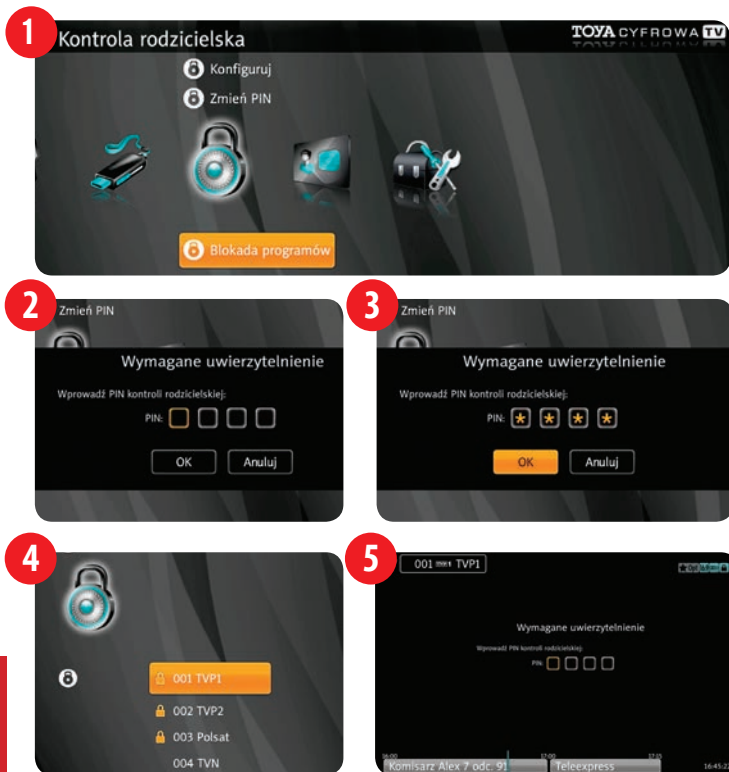 1
Kontrola rodzicielska
TOYA CYFROWA TV
Konfiguruj
Zmień PIN
Blokada programów
2
Zmień PIN
Wymagane uwierzytelnienie
Wprowadź PIN kontroli rodzicielskiej:
PIN:
OK Anuluj
3
Zmień PIN
Wymagane uwierzytelnienie
Wprowadź PIN kontroli rodzicielskiej:
PIN: * * * *
OK Anuluj
4
001 TVP1
002 TVP2
003 Polsat
004 TVN
5
001 TVP1
Wymagane uwierzytelnienie
Wprowadź PIN kontroli rodzicielskiej:
PIN:
16:00 17:00 17:15
Komisarz Alex 7 odc. 91 Teleexpress